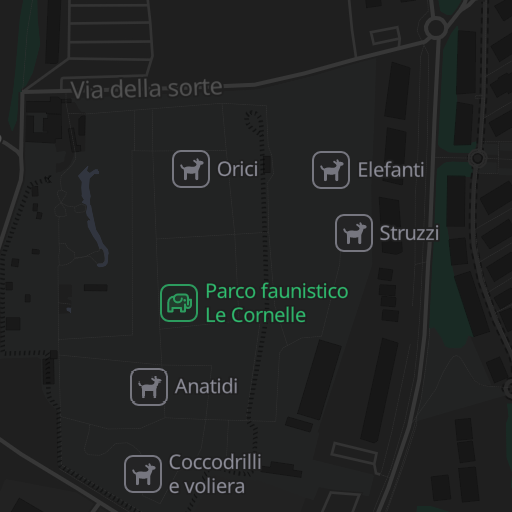 Via della sorte
Orici
Elefanti
Struzzi
Parco faunistico
Le Cornelle
Anatidi
Coccodrilli
e voliera